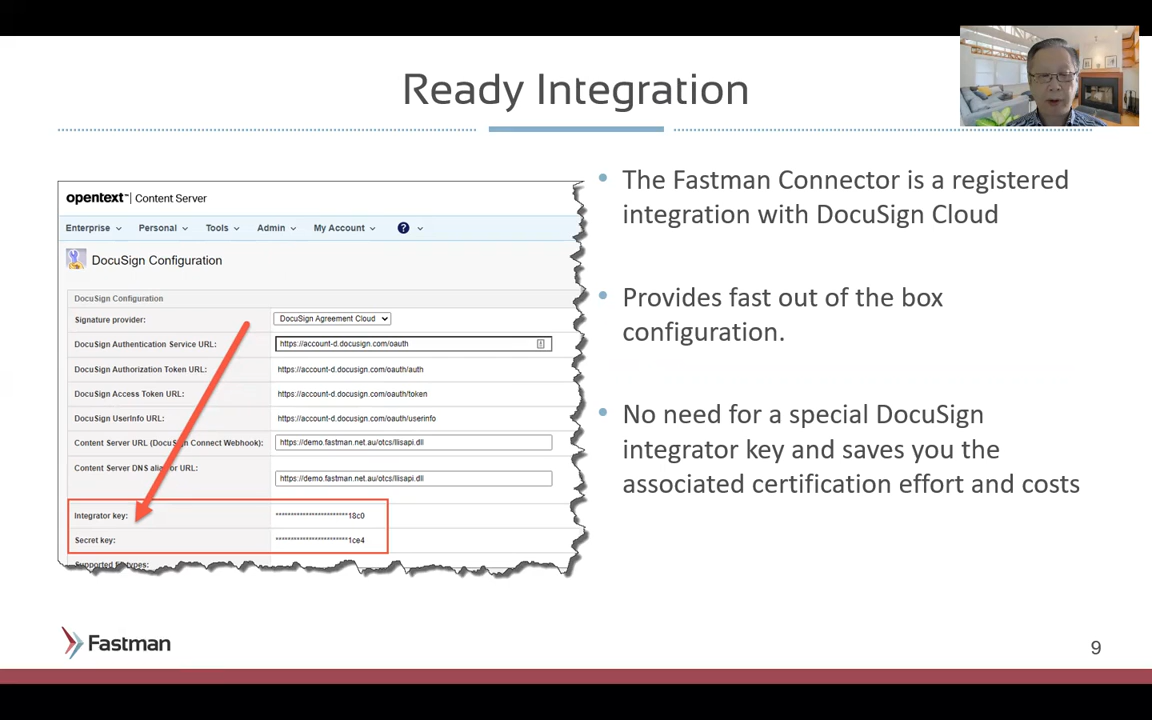 Ready Integration
opentext™ | Content Server
Enterprise Personal Tools Admin My Account ?
DocuSign Configuration
DocuSign Configuration
Signature provider: DocuSign Agreement Cloud
DocuSign Authentication Service URL: https://account-d.docusign.com/oauth
DocuSign Authorization Token URL: https://account-d.docusign.com/oauth/auth
DocuSign Access Token URL: https://account-d.docusign.com/oauth/token
DocuSign UserInfo URL: https://account-d.docusign.com/oauth/userinfo
Content Server URL (DocuSign Connect Webhook): https://demo.fastman.net.au/otcs/llisapi.dll
Content Server DNS alias or URL: https://demo.fastman.net.au/otcs/llisapi.dll
Integrator key: ************************18c0
Secret key: ************************1ce4
Supported types:
• The Fastman Connector is a registered
integration with DocuSign Cloud
• Provides fast out of the box
configuration.
• No need for a special DocuSign
integrator key and saves you the
associated certification effort and costs
Fastman
9